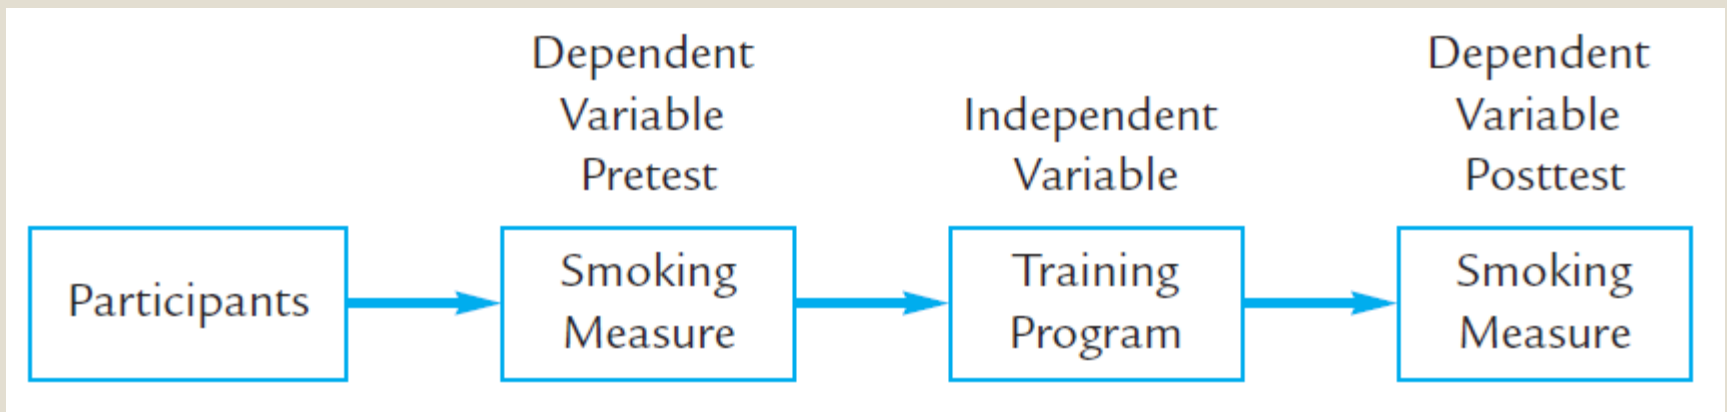 Dependent
Variable
Pretest
Independent
Variable
Dependent
Variable
Posttest
Participants
Smoking
Measure
Training
Program
Smoking
Measure